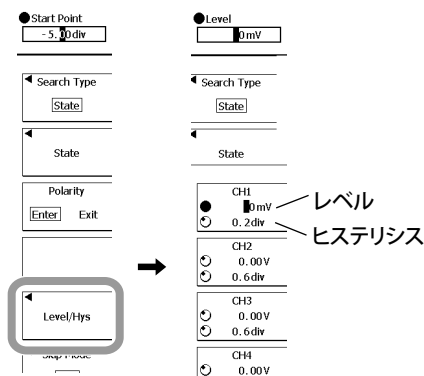 Start Point
-5.00div
Search Type
State
State
Polarity
Enter Exit
Level/Hys
Skip Mode
Level
0mV
Search Type
State
State
CH1
0mV
0.2div
レベル
ヒステリシス
CH2
0.00V
0.6div
CH3
0.00V
0.6div
CH4
0.00V